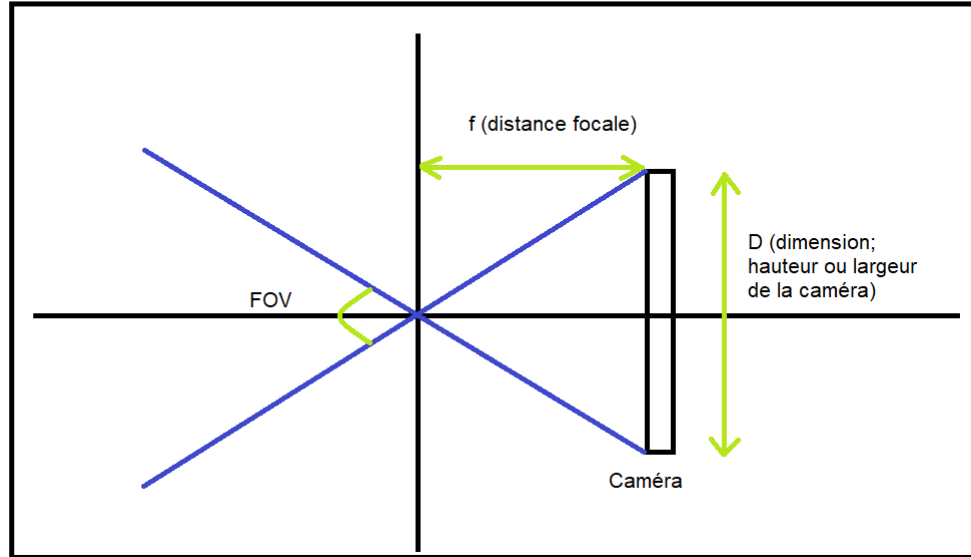 f (distance focale)
D (dimension;
hauteur ou largeur
de la caméra)
FOV
Caméra